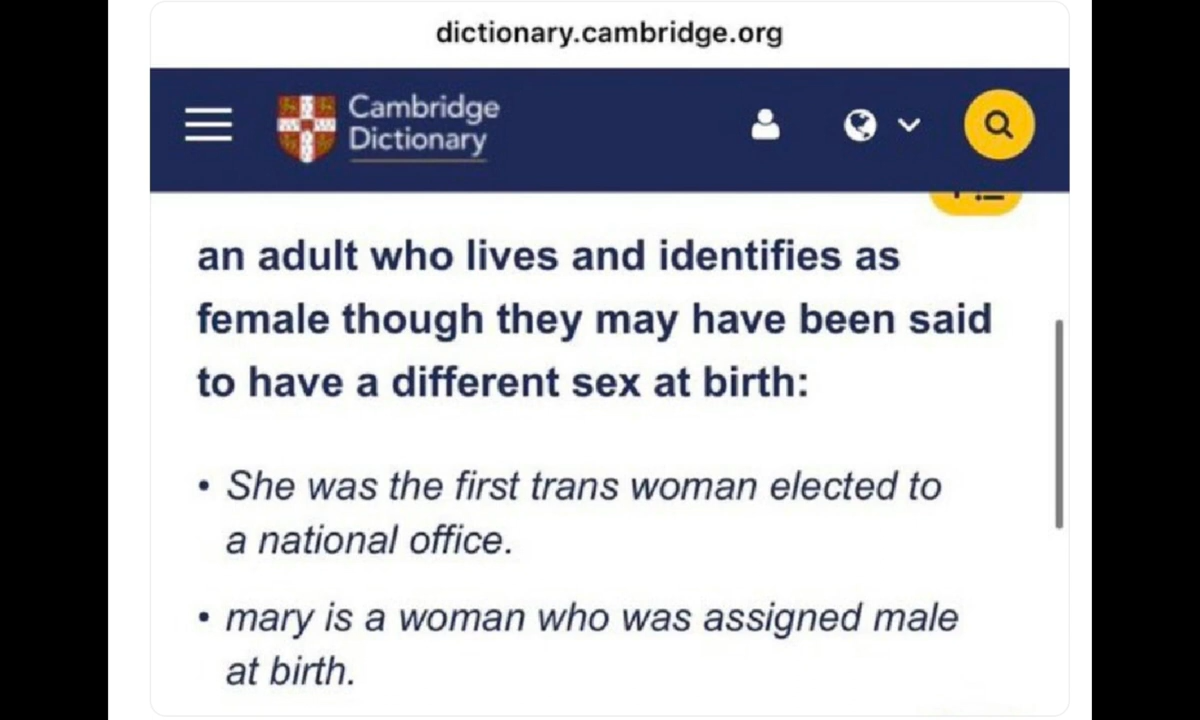 dictionary.cambridge.org
Cambridge
Dictionary
an adult who lives and identifies as
female though they may have been said
to have a different sex at birth:
• She was the first trans woman elected to
a national office.
• mary is a woman who was assigned male
at birth.